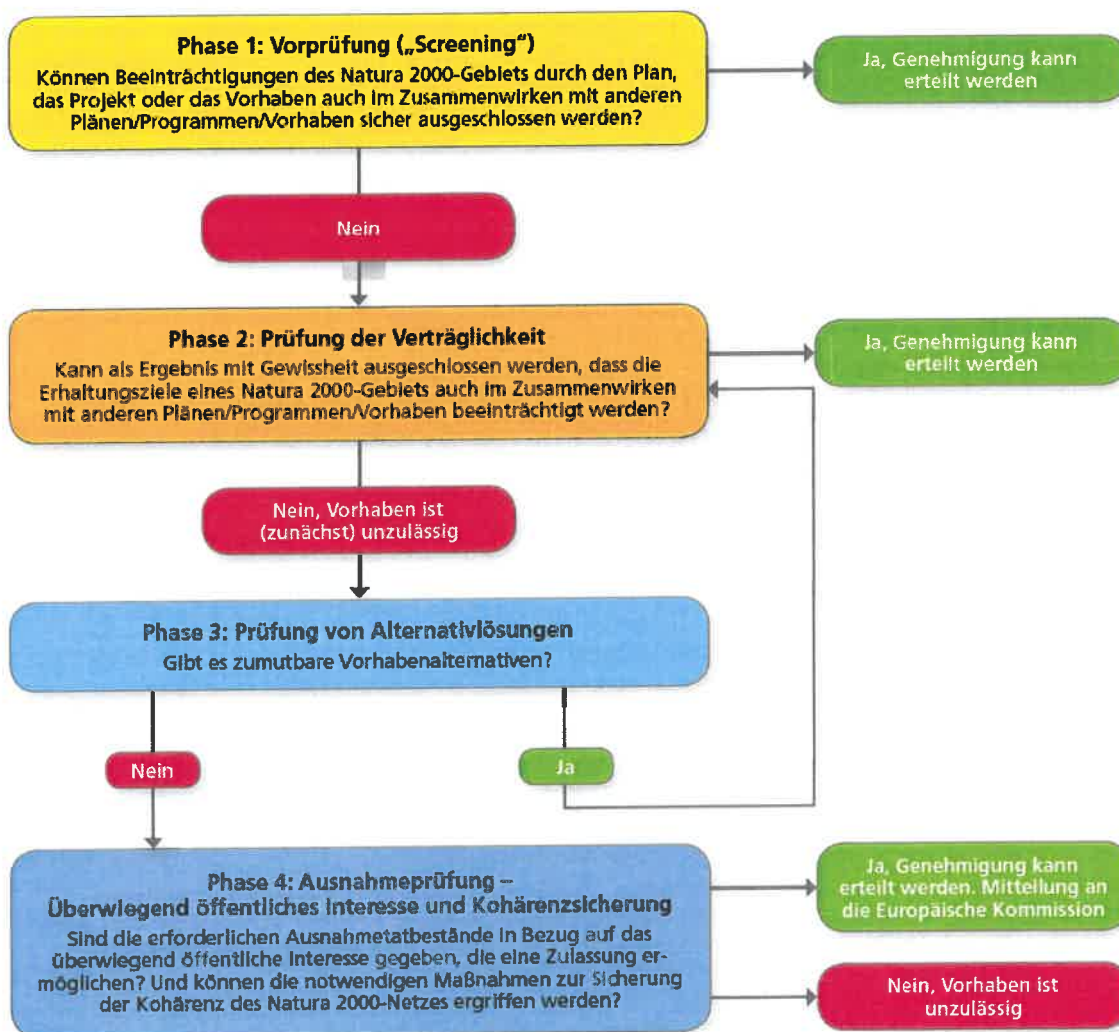 Phase 1: Vorprüfung („Screening“)
Können Beeinträchtigungen des Natura 2000-Gebiets durch den Plan,
das Projekt oder das Vorhaben auch im Zusammenwirken mit anderen
Plänen/Programmen/Vorhaben sicher ausgeschlossen werden?
Ja, Genehmigung kann
erteilt werden
Nein
Phase 2: Prüfung der Verträglichkeit
Kann als Ergebnis mit Gewissheit ausgeschlossen werden, dass die
Erhaltungsziele eines Natura 2000-Gebiets auch im Zusammenwirken
mit anderen Plänen/Programmen/Vorhaben beeinträchtigt werden?
Ja, Genehmigung kann
erteilt werden
Nein, Vorhaben ist
(zunächst) unzulässig
Phase 3: Prüfung von Alternativlösungen
Gibt es zumutbare Vorhabenalternativen?
Nein
Ja
Phase 4: Ausnahmeprüfung –
Überwiegend öffentliches Interesse und Kohärenzsicherung
Sind die erforderlichen Ausnahmetatbestände in Bezug auf das
überwiegend öffentliche Interesse gegeben, die eine Zulassung er-
möglichen? Und können die notwendigen Maßnahmen zur Sicherung
der Kohärenz des Natura 2000-Netzes ergriffen werden?
Ja, Genehmigung kann
erteilt werden. Mitteilung an
die Europäische Kommission
Nein, Vorhaben ist
unzulässig